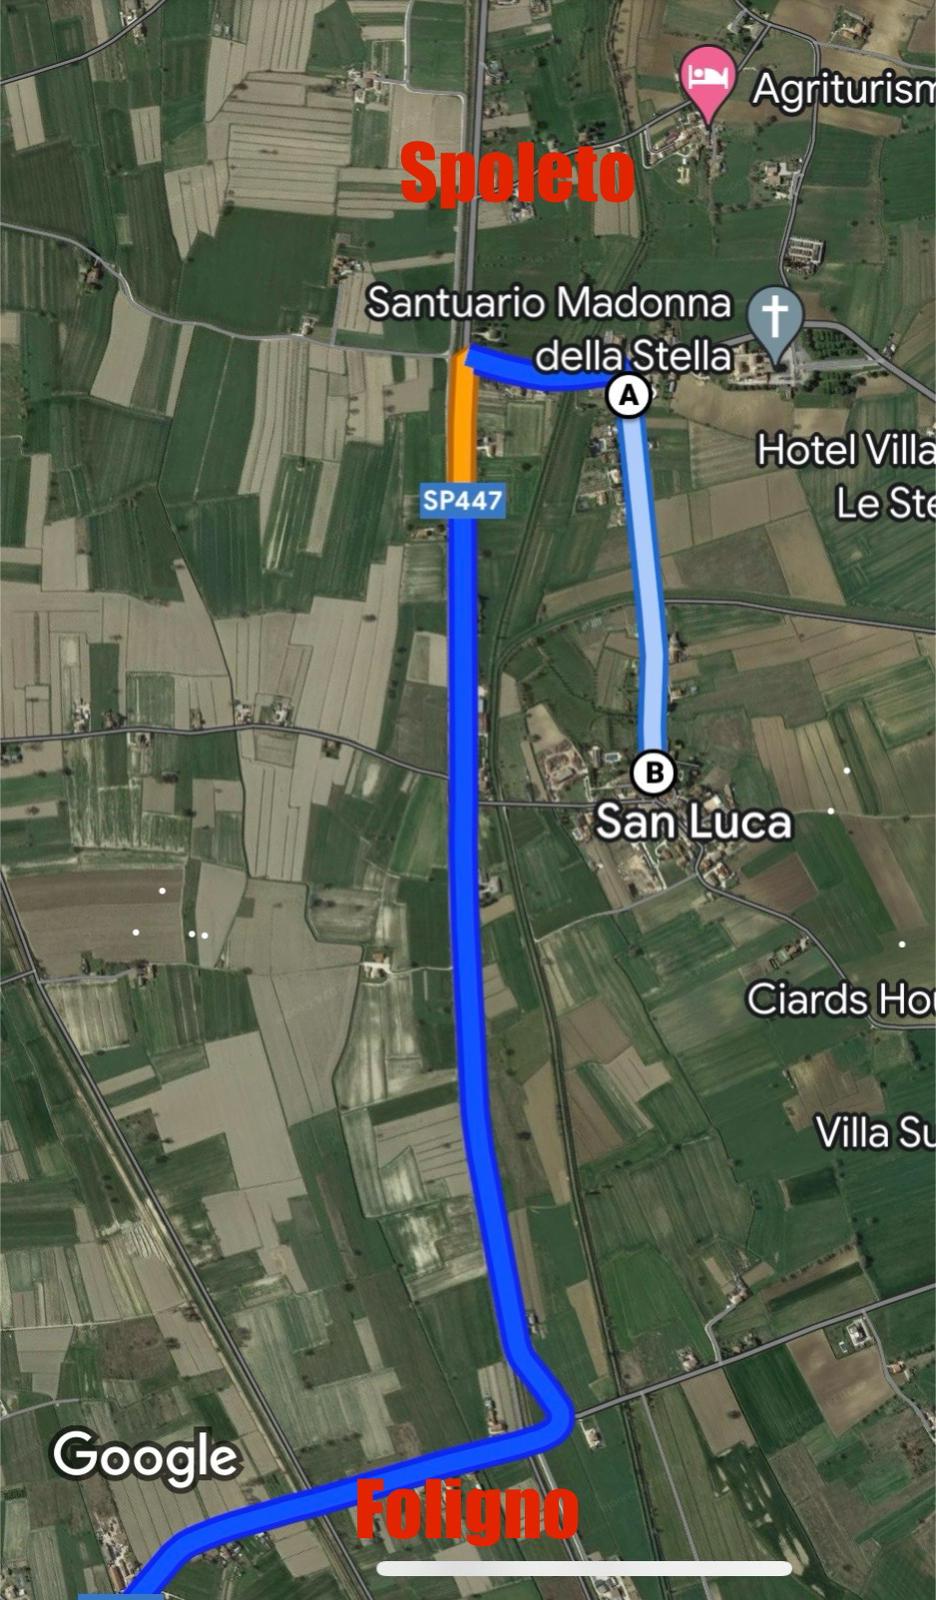 Agriturism
Spoleto
Santuario Madonna
della Stella
A
Hotel Villa
Le Ste
SP447
B
San Luca
Ciards Hou
Villa Su
Google
Foligno